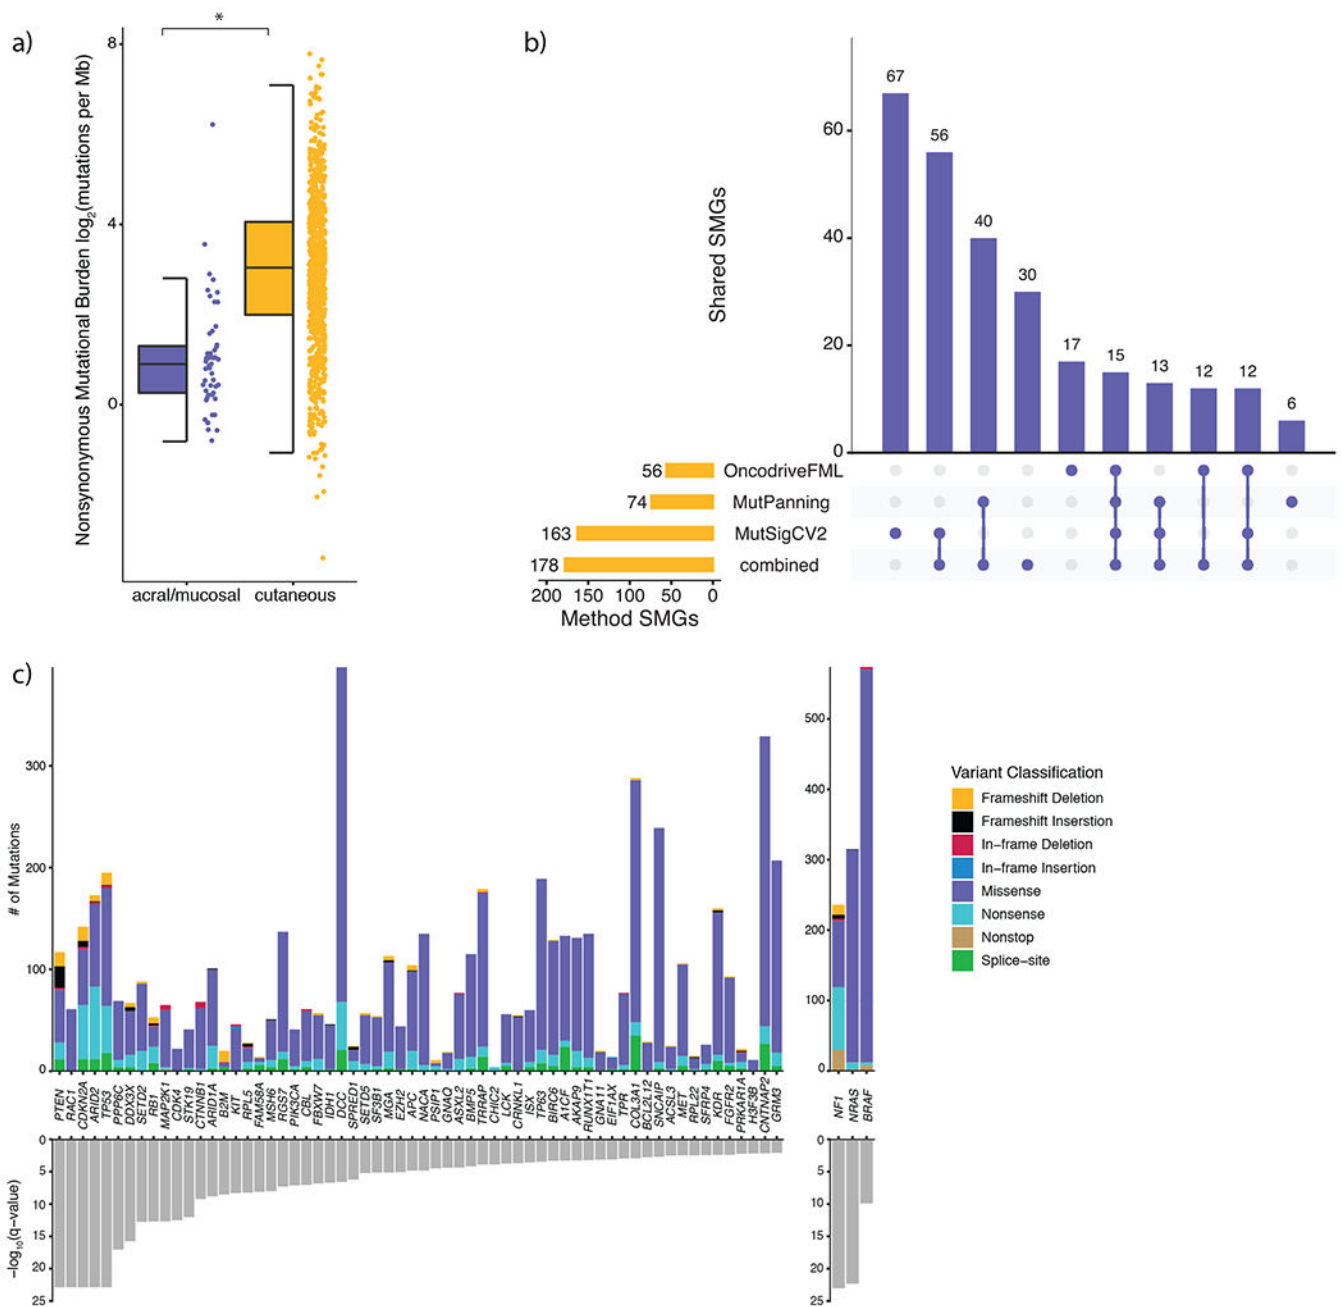 a)
*
Nonsynonymous Mutational Burden log2(mutations per Mb)
8
4
0
acral/mucosal cutaneous
b)
Shared SMGs
60
40
20
0
67 56 40 30 17 15 13 12 12 6
56 OncodriveFML
74 MutPanning
163 MutSigCV2
178 combined
200 150 100 50 0
Method SMGs
c)
# of Mutations
300
200
100
0
PTEN RAC1 CDKN2A ARID2 TP53 PPP6C DDX3X SETD2 RB1 MAP2K1 CDK4 STK19 CTNNB1 ARID1A B2M KIT RPL5 FAM58A MSH6 RGS7 PIK3CA CBL FBXW7 IDH1 DCC SPRED1 SETD5 SF3B1 MGA EZH2 APC NACA PSIP1 GNAQ ASXL2 BMP5 TRRAP CHIC2 LCK CRNKL1 ISX TP63 BIRC6 A1CF AKAP9 RUNX1T1 GNA11 EIF1AX TPR COL3A1 BCL2L12 SNCAIP ACSL3 MET RPL22 SFRP4 KDR FGFR2 PRKAR1A H3F3B CNTNAP2 GRM3
−log10(q−value)
0
5
10
15
20
25
500
400
300
200
100
0
NF1 NRAS BRAF
0
5
10
15
20
25
Variant Classification
Frameshift Deletion
Frameshift Inserstion
In−frame Deletion
In−frame Insertion
Missense
Nonsense
Nonstop
Splice−site